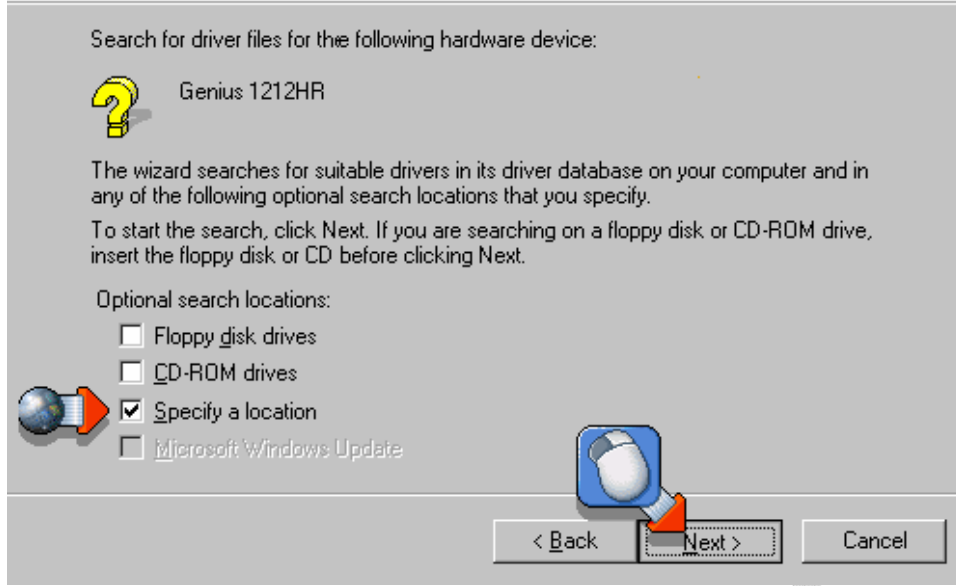 Search for driver files for the following hardware device:
Genius 1212HR
The wizard searches for suitable drivers in its driver database on your computer and in
any of the following optional search locations that you specify.
To start the search, click Next. If you are searching on a floppy disk or CD-ROM drive,
insert the floppy disk or CD before clicking Next.
Optional search locations:
Floppy disk drives
CD-ROM drives
Specify a location
Microsoft Windows Update
< Back Next > Cancel